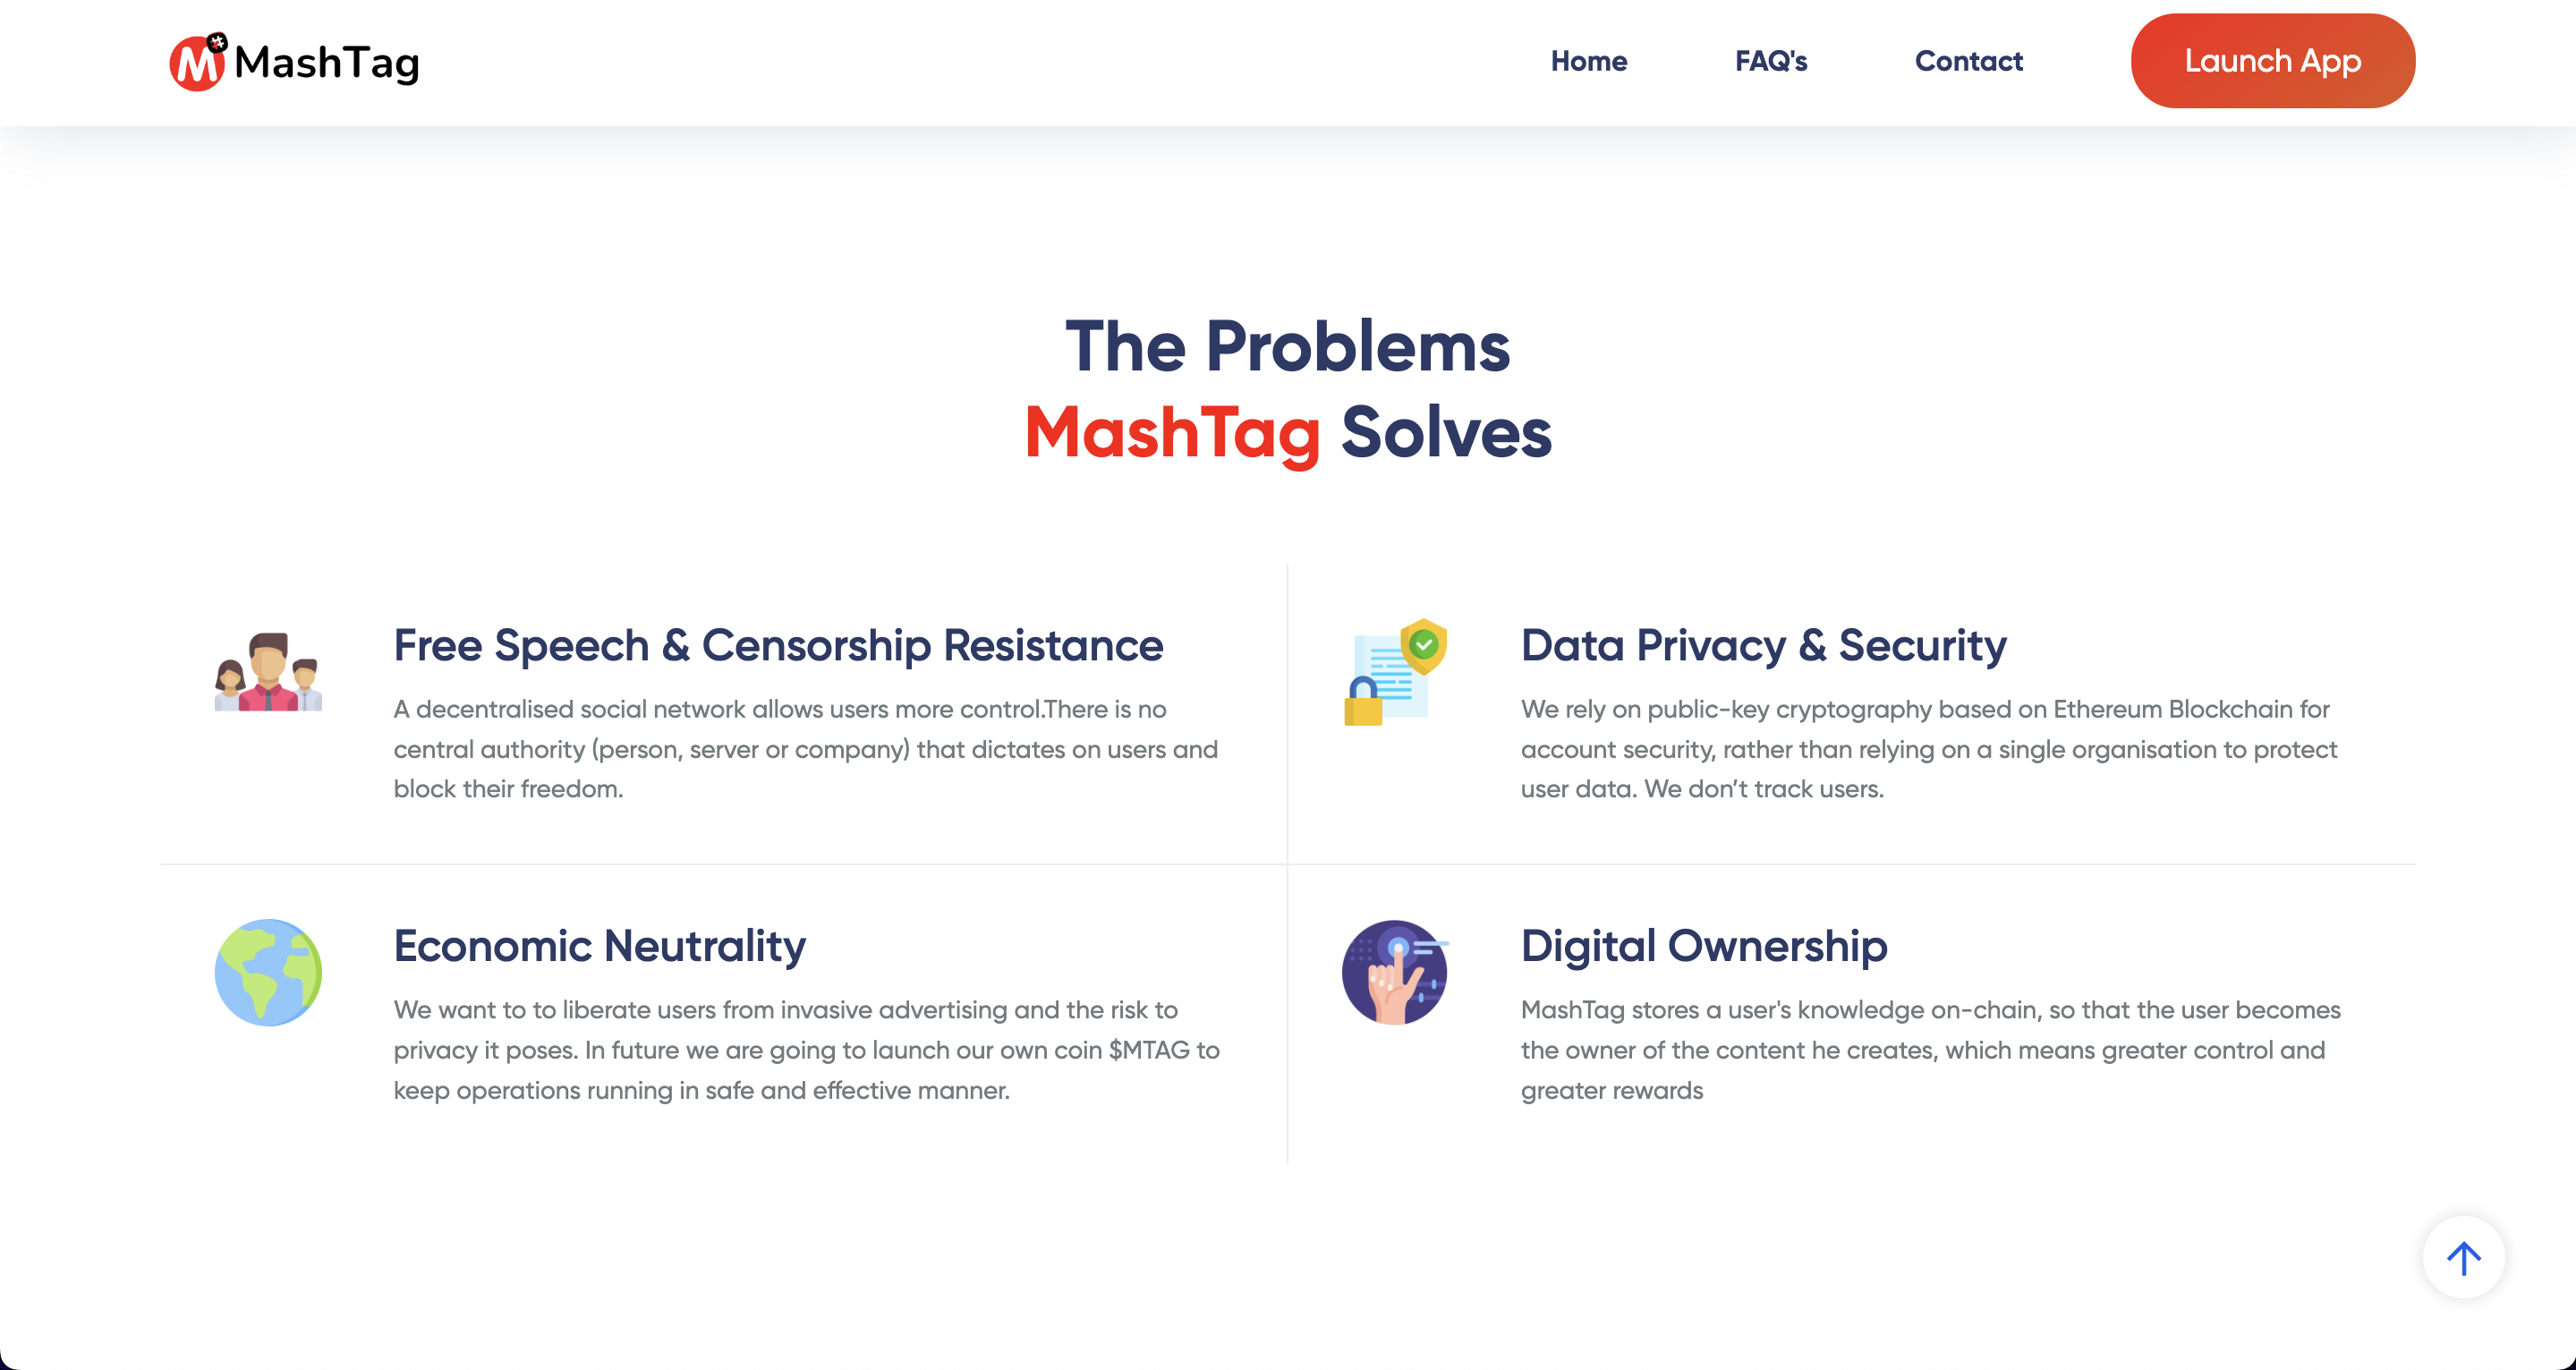 MashTag
Home
FAQ's
Contact
Launch App
The Problems
MashTag Solves
Free Speech & Censorship Resistance
A decentralised social network allows users more control.There is no
central authority (person, server or company) that dictates on users and
block their freedom.
Data Privacy & Security
We rely on public-key cryptography based on Ethereum Blockchain for
account security, rather than relying on a single organisation to protect
user data. We don’t track users.
Economic Neutrality
We want to to liberate users from invasive advertising and the risk to
privacy it poses. In future we are going to launch our own coin $MTAG to
keep operations running in safe and effective manner.
Digital Ownership
MashTag stores a user's knowledge on-chain, so that the user becomes
the owner of the content he creates, which means greater control and
greater rewards